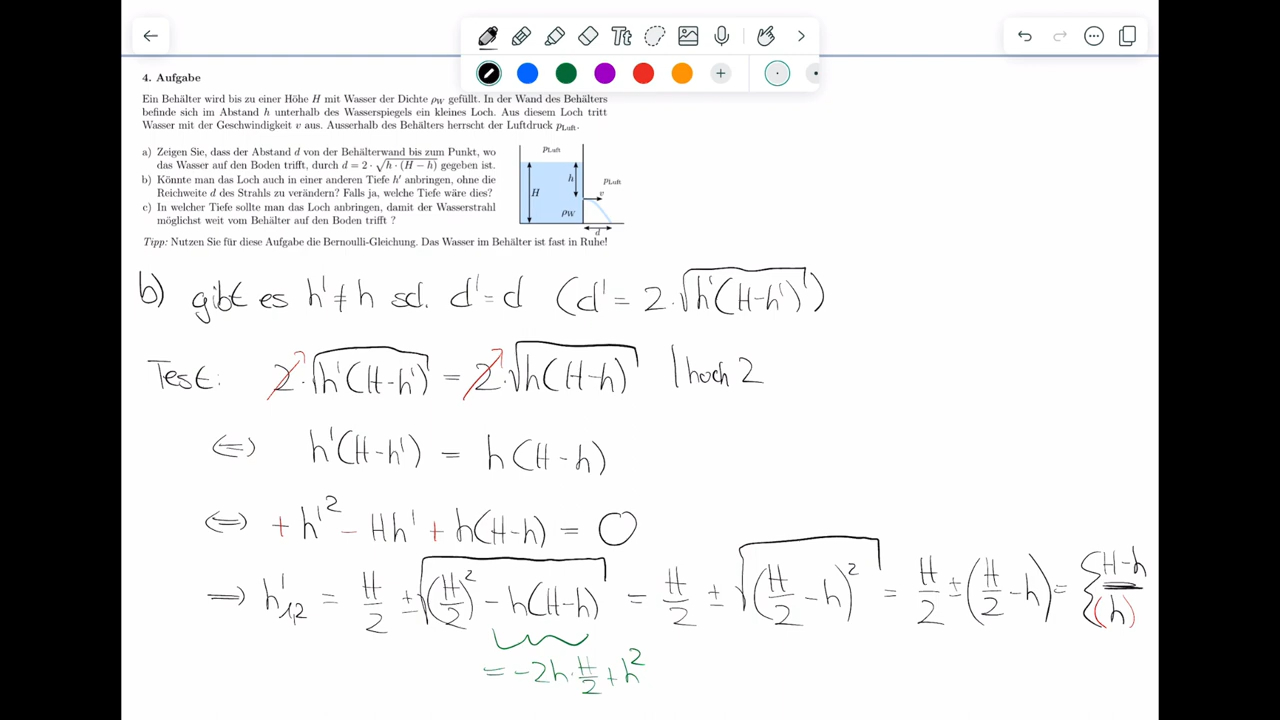 Tt
4. Aufgabe
Ein Behälter wird bis zu einer Höhe H mit Wasser der Dichte ρ_W gefüllt. In der Wand des Behälters
befinde sich im Abstand h unterhalb des Wasserspiegels ein kleines Loch. Aus diesem Loch tritt
Wasser mit der Geschwindigkeit v aus. Ausserhalb des Behälters herrscht der Luftdruck p_Luft.
a) Zeigen Sie, dass der Abstand d von der Behälterwand bis zum Punkt, wo
das Wasser auf den Boden trifft, durch d = 2 · √(h · (H − h)) gegeben ist.
b) Könnte man das Loch auch in einer anderen Tiefe h′ anbringen, ohne die
Reichweite d des Strahls zu verändern? Falls ja, welche Tiefe wäre dies?
c) In welcher Tiefe sollte man das Loch anbringen, damit der Wasserstrahl
möglichst weit vom Behälter auf den Boden trifft ?
p_Luft
h
p_Luft
H
v
ρ_W
d
Tipp: Nutzen Sie für diese Aufgabe die Bernoulli-Gleichung. Das Wasser im Behälter ist fast in Ruhe!
b) gibt es h' ≠ h sd. d' = d (d' = 2·√(h'(H-h')))
Test: 2·√(h'(H-h')) = 2·√(h(H-h)) | hoch 2
⇔ h'(H-h') = h(H-h)
⇔ + h'² - Hh' + h(H-h) = 0
⇒ h'₁,₂ = H/2 ± √((H/2)² - h(H-h)) = H/2 ± √((H/2 - h)²) = H/2 ± (H/2 - h) = { H-h (h)
= -2h·H/2 + h²